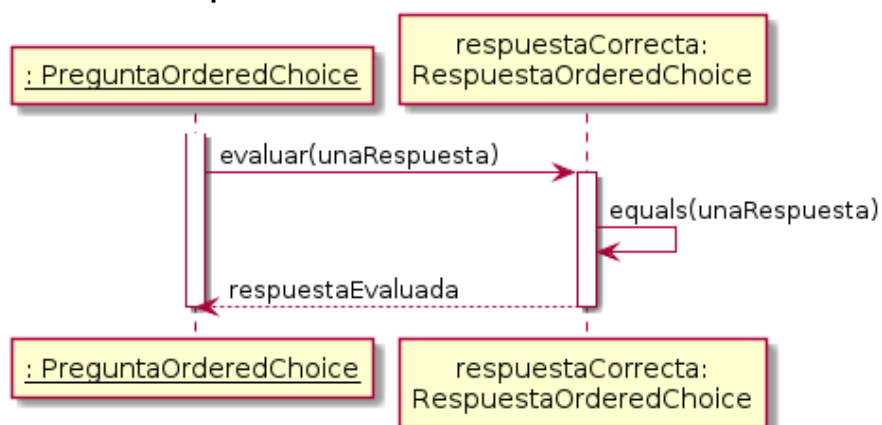 : PreguntaOrderedChoice
respuestaCorrecta:
RespuestaOrderedChoice
evaluar(unaRespuesta)
equals(unaRespuesta)
respuestaEvaluada
: PreguntaOrderedChoice
respuestaCorrecta:
RespuestaOrderedChoice